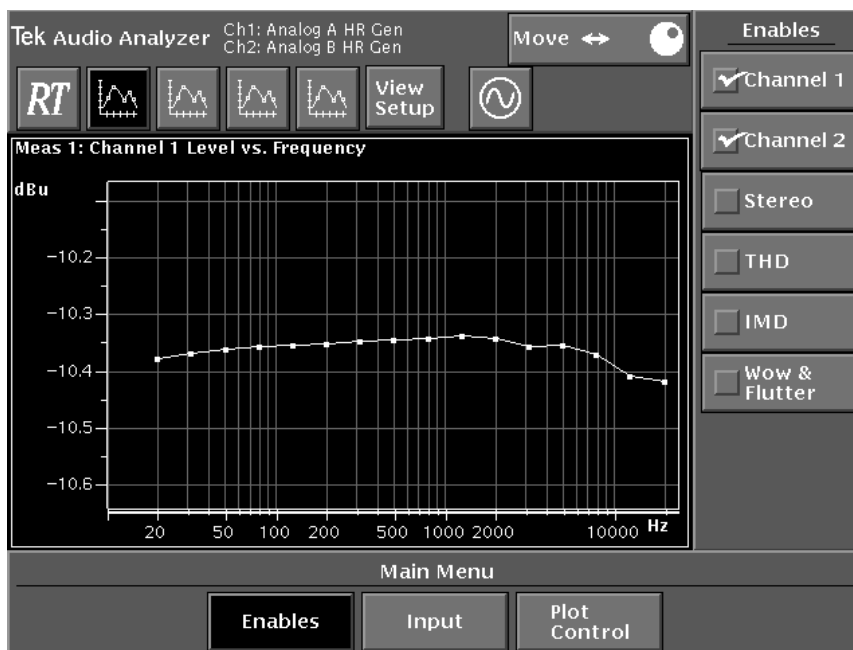 Tek Audio Analyzer
Ch1: Analog A HR Gen
Ch2: Analog B HR Gen
Move ↔
Enables
RT
View
Setup
Channel 1
Channel 2
Stereo
THD
IMD
Wow &
Flutter
Meas 1: Channel 1 Level vs. Frequency
dBu
−10.2
−10.3
−10.4
−10.5
−10.6
20 50 100 200 500 1000 2000 10000 Hz
Main Menu
Enables
Input
Plot
Control